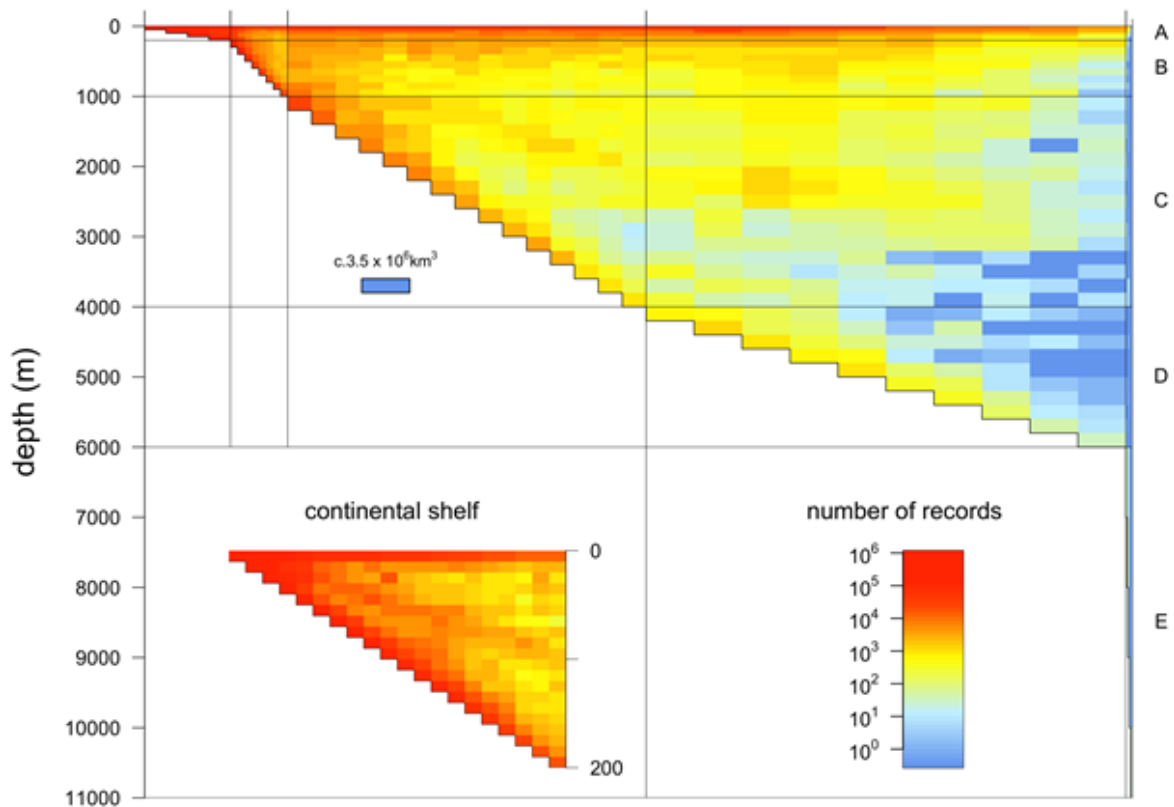 0
1000
2000
3000
4000
5000
6000
7000
8000
9000
10000
11000
depth (m)
A
B
C
D
E
c.3.5 x 10⁶km³
continental shelf
0
200
number of records
10⁶
10⁵
10⁴
10³
10²
10¹
10⁰